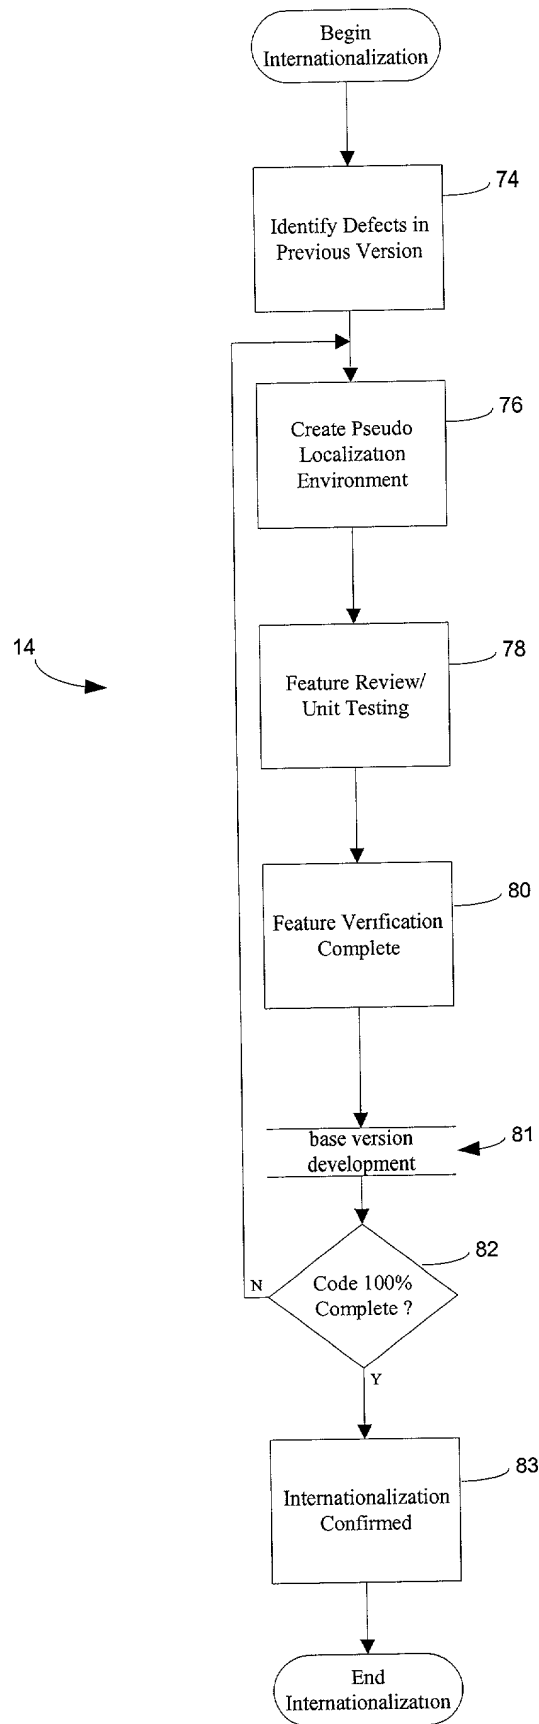 Begin
Internationalization
74
Identify Defects in
Previous Version
76
Create Pseudo
Localization
Environment
14
78
Feature Review/
Unit Testing
80
Feature Verification
Complete
81
base version
development
82
N
Code 100%
Complete ?
Y
83
Internationalization
Confirmed
End
Internationalization